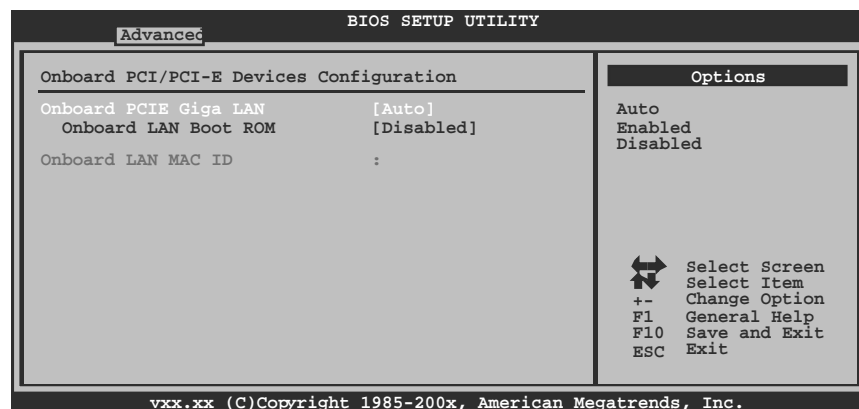 BIOS SETUP UTILITY
Advanced
Onboard PCI/PCI-E Devices Configuration
Onboard PCIE Giga LAN [Auto]
Onboard LAN Boot ROM [Disabled]
Onboard LAN MAC ID :
Options
Auto
Enabled
Disabled
Select Screen
Select Item
+- Change Option
F1 General Help
F10 Save and Exit
ESC Exit
vxx.xx (C)Copyright 1985-200x, American Megatrends, Inc.